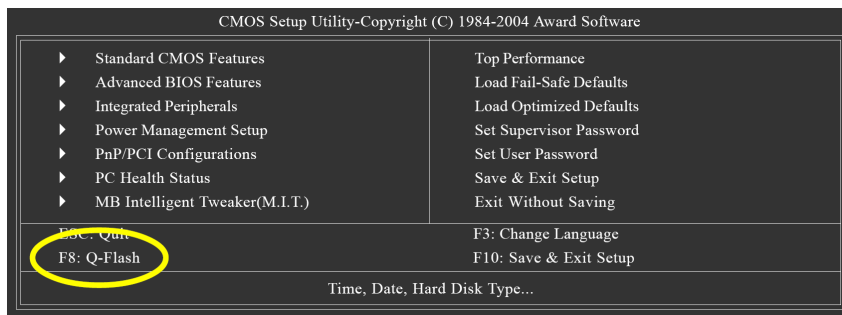 CMOS Setup Utility-Copyright (C) 1984-2004 Award Software
Standard CMOS Features
Advanced BIOS Features
Integrated Peripherals
Power Management Setup
PnP/PCI Configurations
PC Health Status
MB Intelligent Tweaker(M.I.T.)
Top Performance
Load Fail-Safe Defaults
Load Optimized Defaults
Set Supervisor Password
Set User Password
Save & Exit Setup
Exit Without Saving
ESC: Quit
F8: Q-Flash
F3: Change Language
F10: Save & Exit Setup
Time, Date, Hard Disk Type...